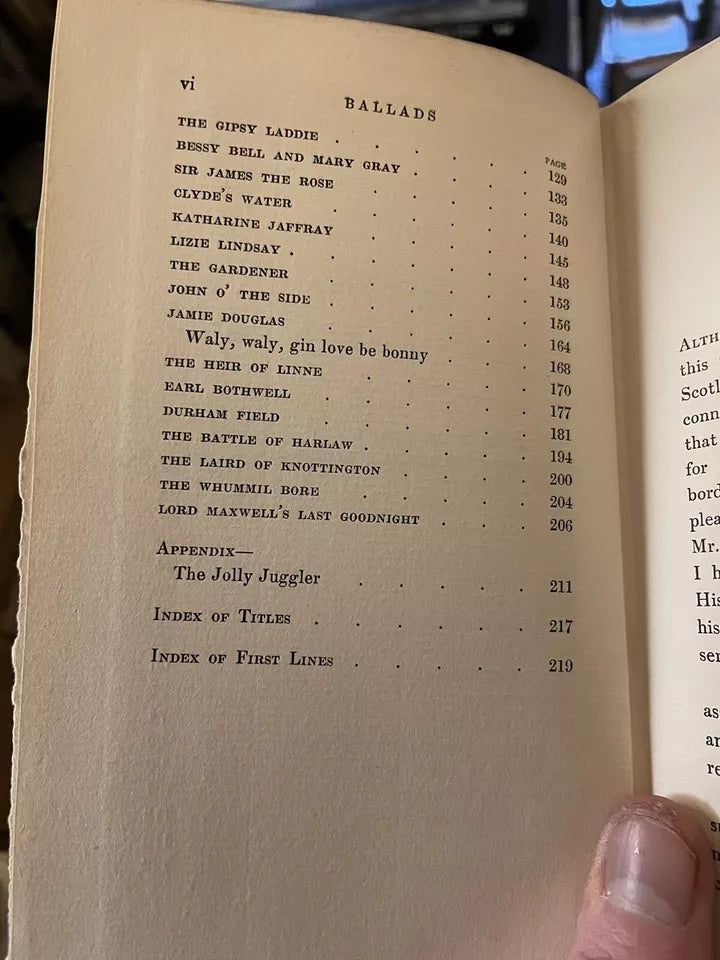 vi
BALLADS
PAGE
THE GIPSY LADDIE . . . . . . 129
BESSY BELL AND MARY GRAY . . . . 133
SIR JAMES THE ROSE . . . . . 135
CLYDE'S WATER . . . . . 140
KATHARINE JAFFRAY . . . . . 145
LIZIE LINDSAY . . . . . . 148
THE GARDENER . . . . . 153
JOHN O' THE SIDE . . . . . 156
JAMIE DOUGLAS . . . . . 164
Waly, waly, gin love be bonny . . . 168
THE HEIR OF LINNE . . . . 170
EARL BOTHWELL . . . . . 177
DURHAM FIELD . . . . . 181
THE BATTLE OF HARLAW . . . . . 194
THE LAIRD OF KNOTTINGTON . . . . 200
THE WHUMMIL BORE . . . . 204
LORD MAXWELL'S LAST GOODNIGHT . . . 206
APPENDIX—
The Jolly Juggler . . . . . 211
INDEX OF TITLES . . . . . 217
INDEX OF FIRST LINES . . . . . 219
ALTH
this
Scotl
conn
that
for
bord
plea
Mr.
I h
His
his
ser
as
ar
re